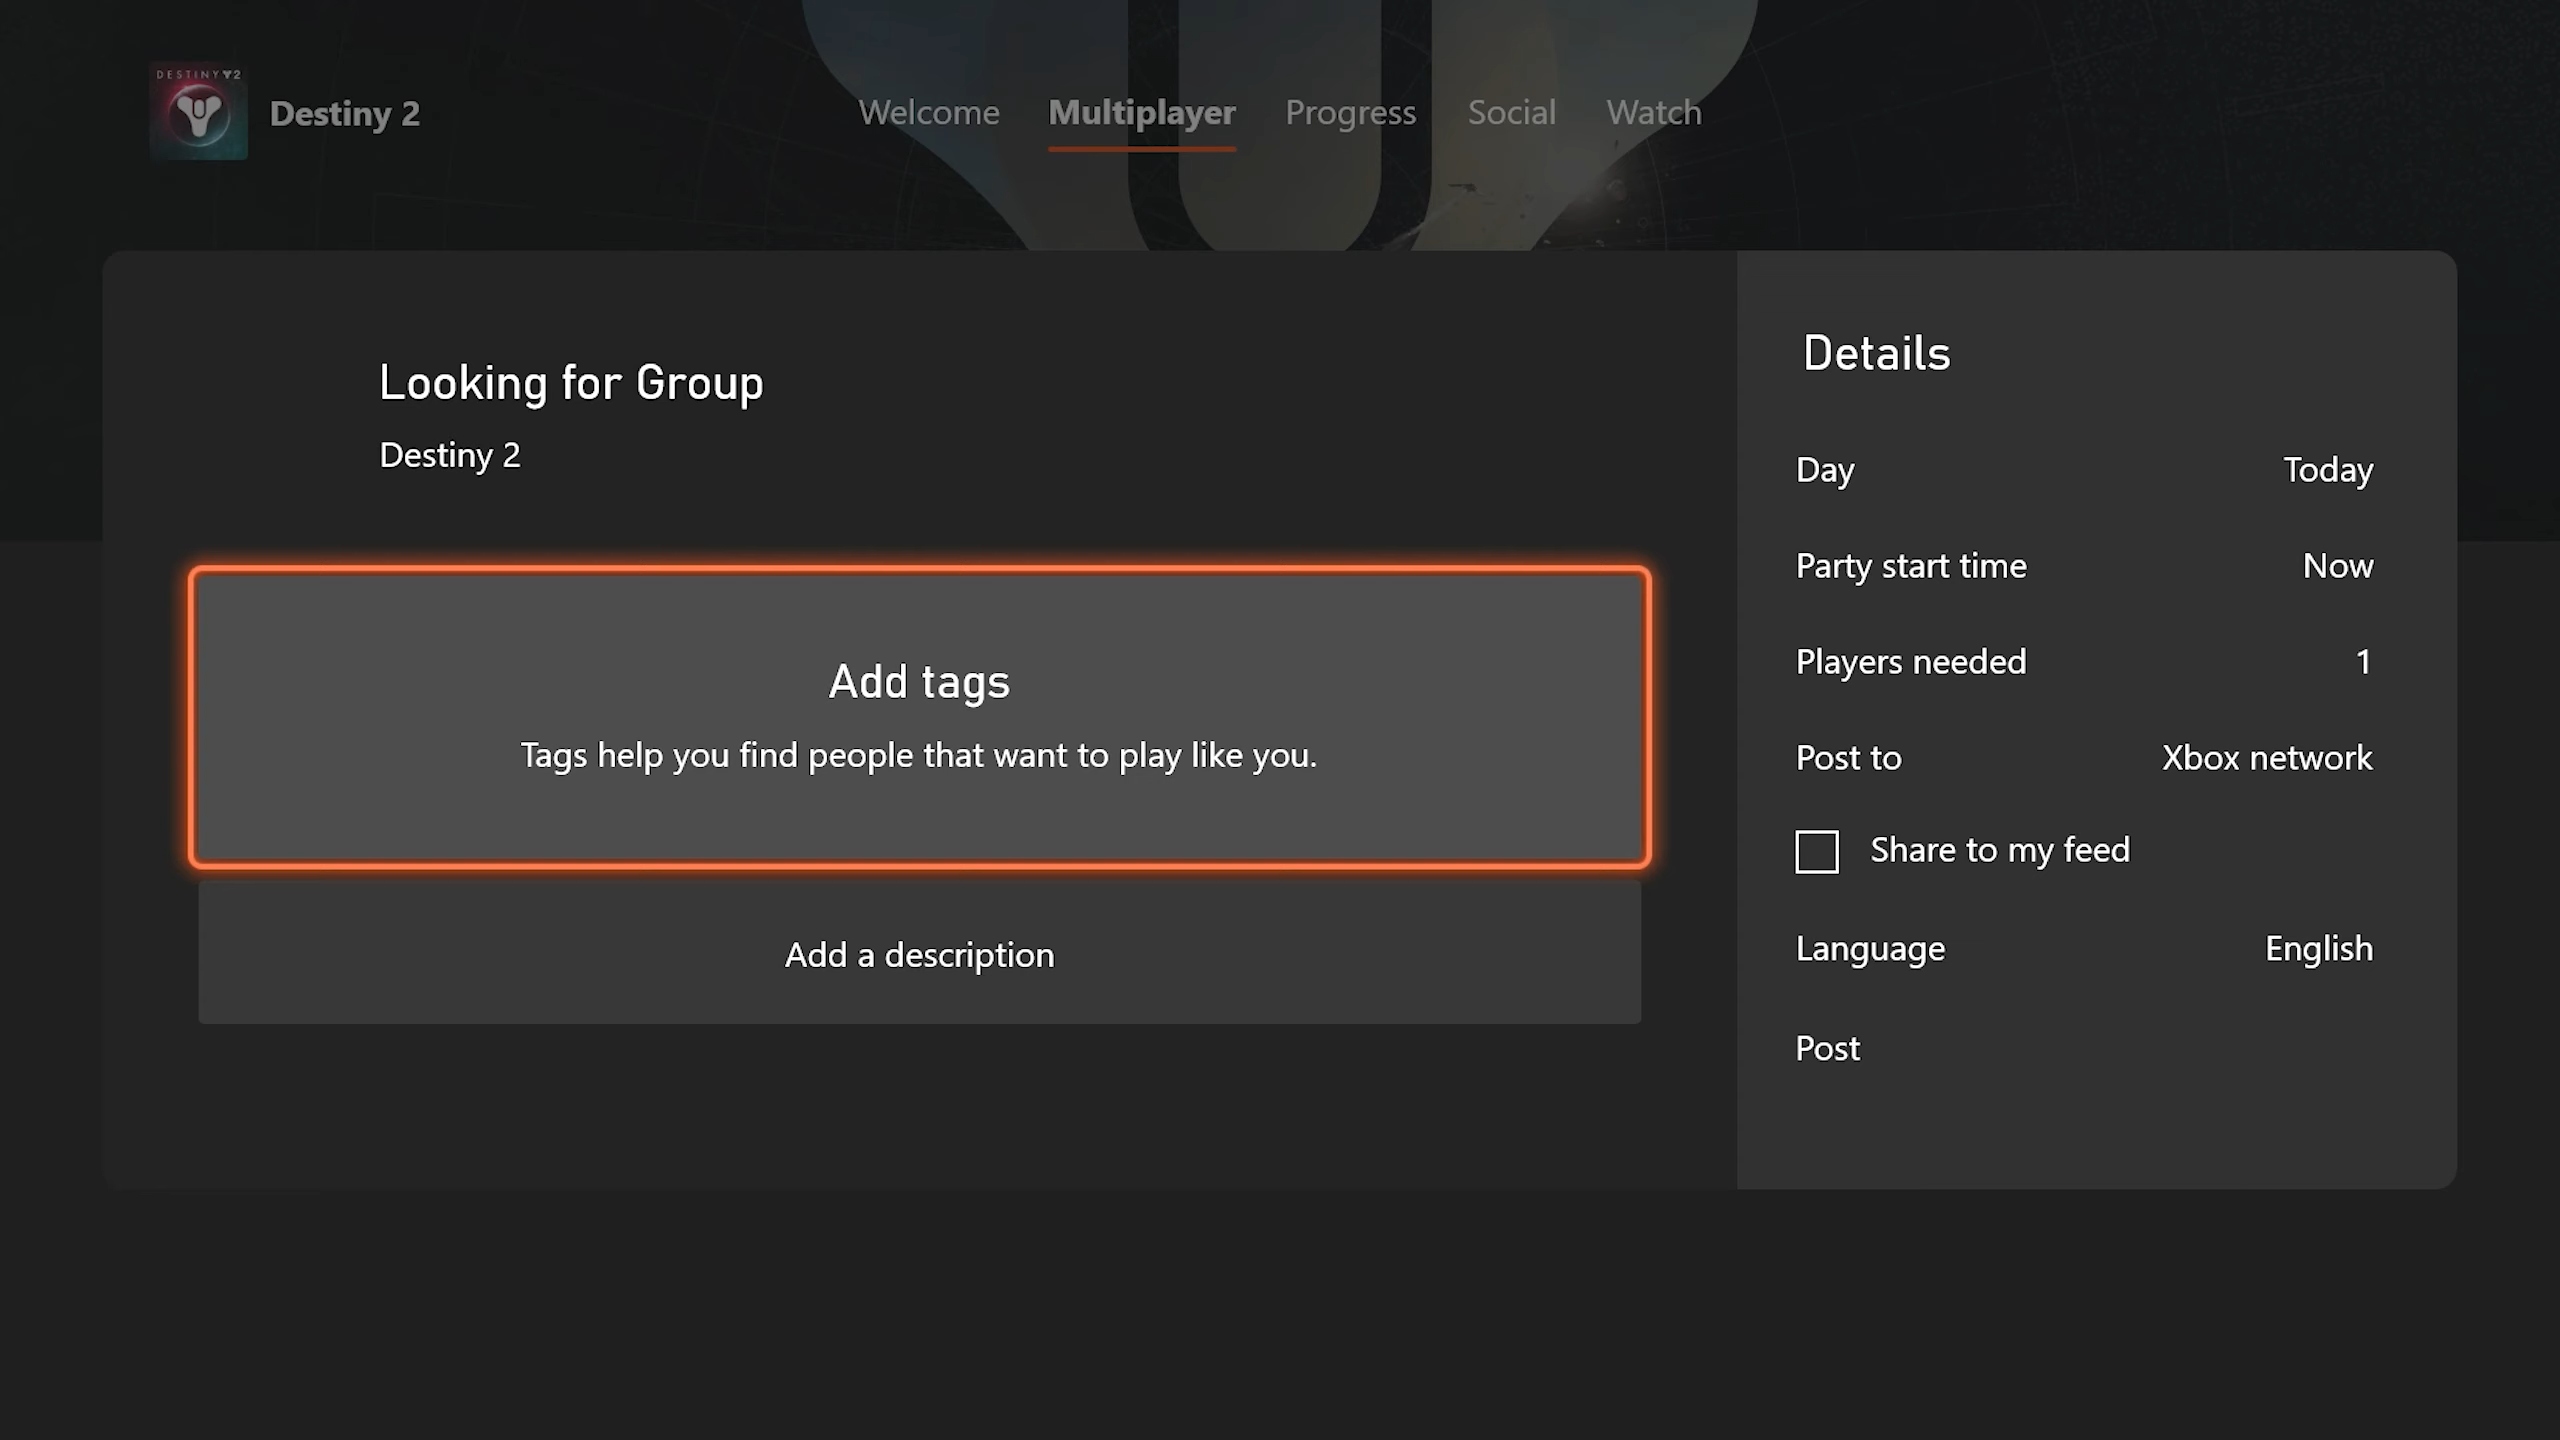 DESTINY 2
Destiny 2
Welcome
Multiplayer
Progress
Social
Watch
Looking for Group
Destiny 2
Add tags
Tags help you find people that want to play like you.
Add a description
Details
Day Today
Party start time Now
Players needed 1
Post to Xbox network
Share to my feed
Language English
Post